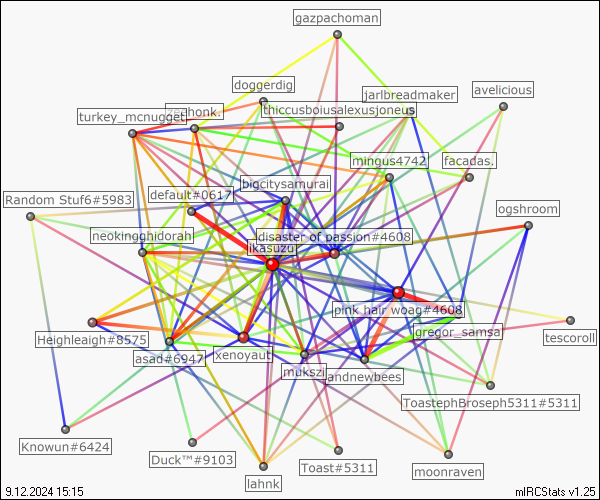 gazpachoman
doggerdig
avelicious
jarlbreadmaker
thiccusboiusalexusjoneus
turkey_mcnugget
mingus4742
facadas.
bigcitysamurai
default#0617
Random Stuf6#5983
ogshroom
neokingghidorah
disaster of passion#4608
ikasuzu
pink hair woag#4608
gregor_samsa
Heighleaigh#8575
tescoroll
asad#6947
xenoyaut
mukszi
andnewbees
ToastephBroseph5311#5311
Knowun#6424
Duck™#9103
Toast#5311
moonraven
lahnk
9.12.2024 15:15
mIRCStats v1.25